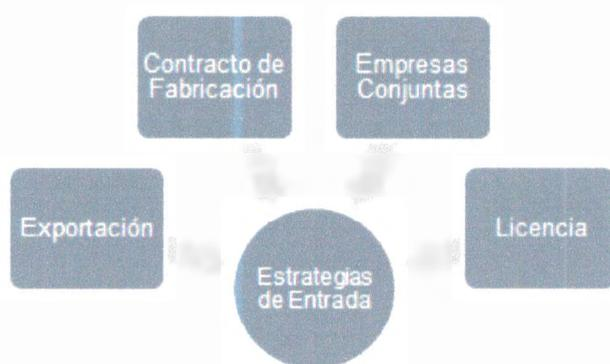 Contracto de
Fabricación
Empresas
Conjuntas
Exportación
Licencia
Estrategias
de Entrada